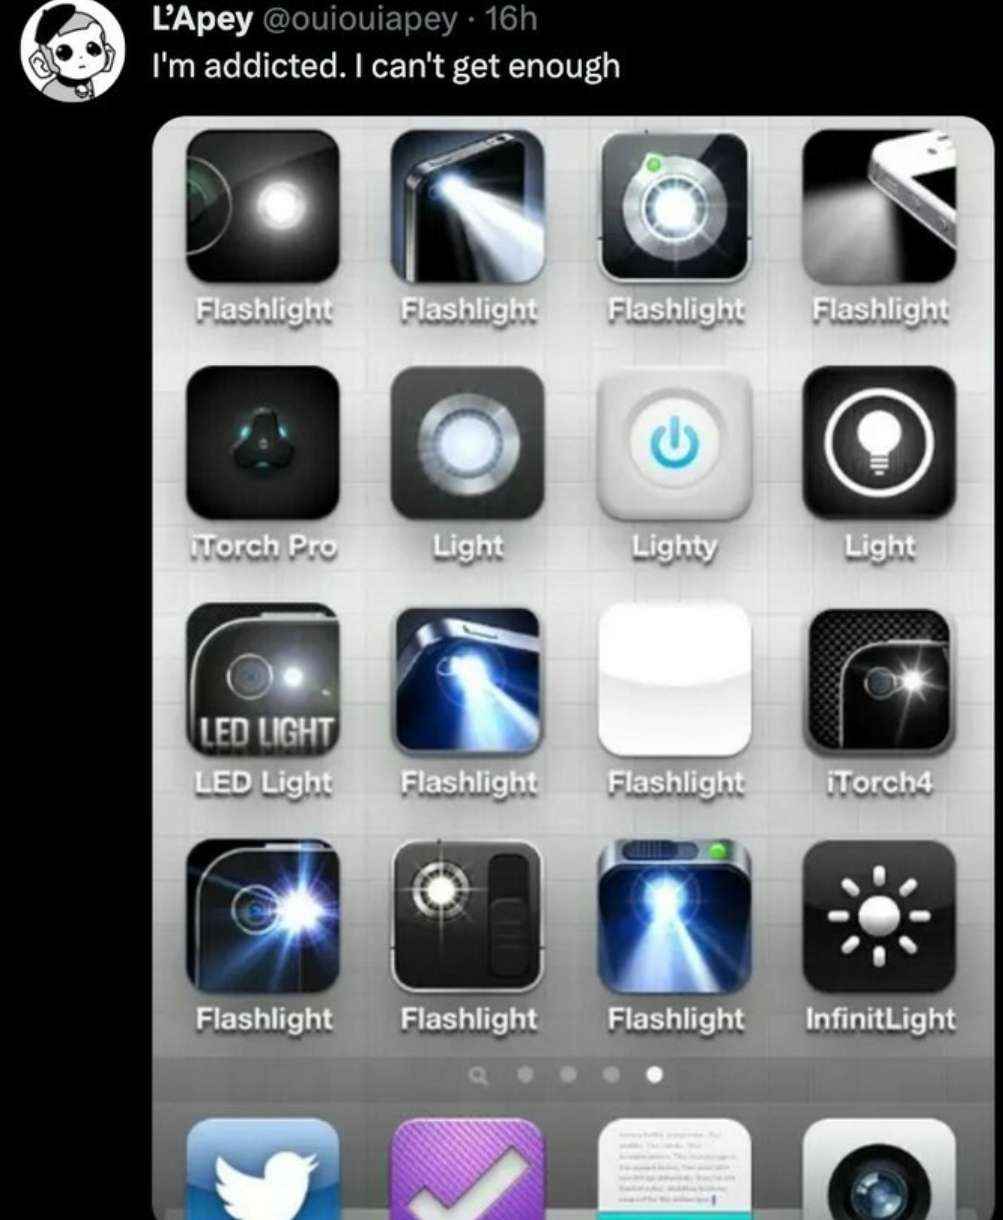 L'Apey @ouiouiapey · 16h
I'm addicted. I can't get enough
Flashlight Flashlight Flashlight Flashlight
iTorch Pro Light Lighty Light
LED LIGHT
LED Light Flashlight Flashlight iTorch4
Flashlight Flashlight Flashlight InfinitLight